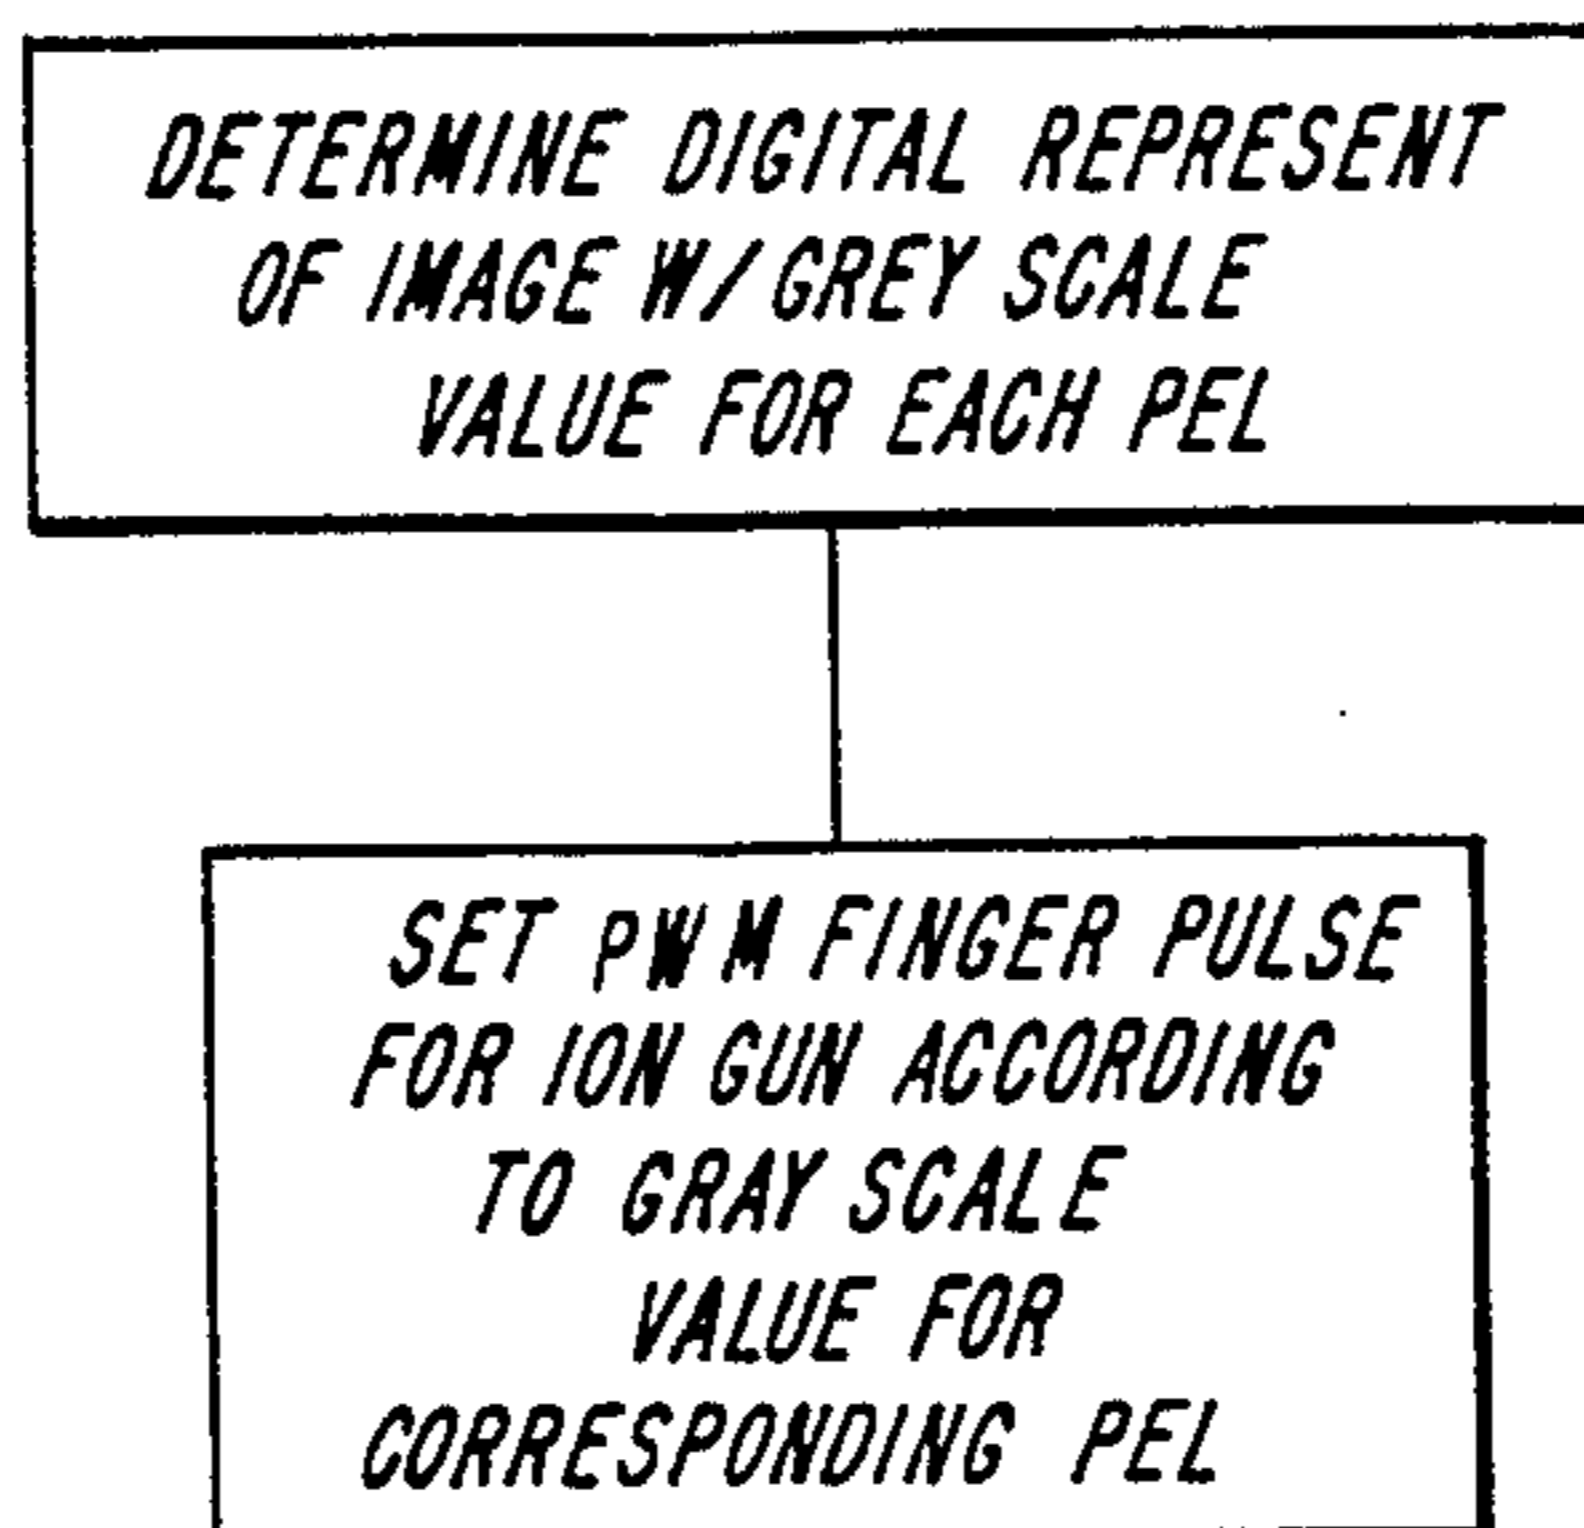 DETERMINE DIGITAL REPRESENT
OF IMAGE W/GREY SCALE
VALUE FOR EACH PEL
SET PWM FINGER PULSE
FOR ION GUN ACCORDING
TO GRAY SCALE
VALUE FOR
CORRESPONDING PEL